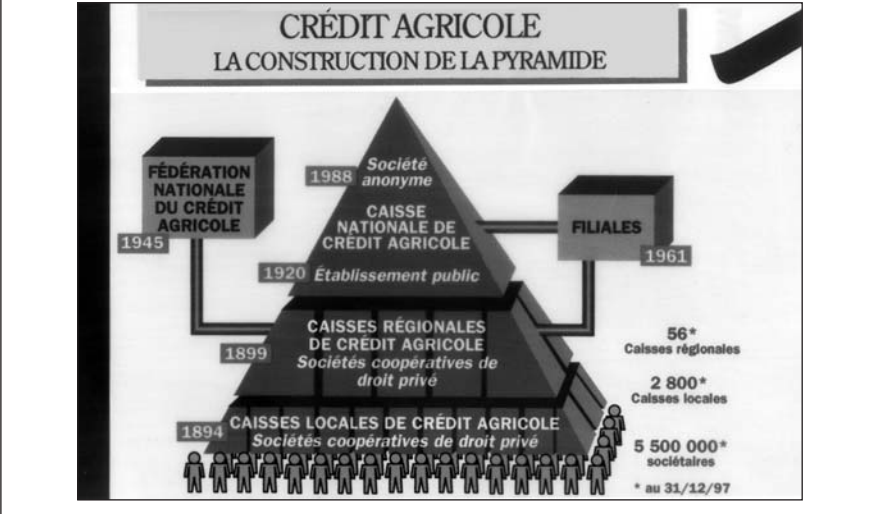 CRÉDIT AGRICOLE
LA CONSTRUCTION DE LA PYRAMIDE
FÉDÉRATION
NATIONALE
DU CRÉDIT
AGRICOLE
1945
1988
Société
anonyme
CAISSE
NATIONALE DE
CRÉDIT AGRICOLE
1920
Établissement public
FILIALES
1961
CAISSES RÉGIONALES
DE CRÉDIT AGRICOLE
1899
Sociétés coopératives de
droit privé
1894
CAISSES LOCALES DE CRÉDIT AGRICOLE
Sociétés coopératives de droit privé
56*
Caisses régionales
2 800*
Caisses locales
5 500 000*
sociétaires
* au 31/12/97